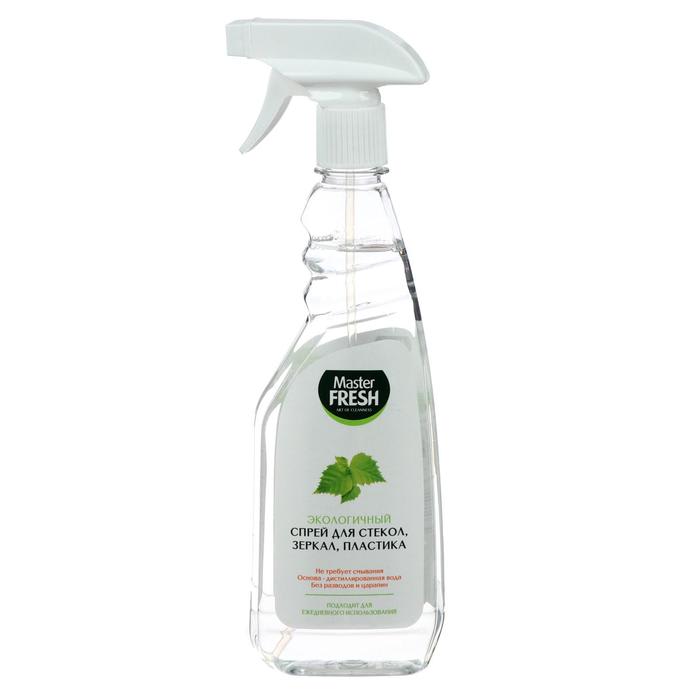 Master
FRESH
ART OF CLEANNESS
ЭКОЛОГИЧНЫЙ
СПРЕЙ ДЛЯ СТЕКОЛ,
ЗЕРКАЛ, ПЛАСТИКА
Не требует смывания
Основа - дистиллированная вода
Без разводов и царапин
ПОДХОДИТ ДЛЯ
ЕЖЕДНЕВНОГО ИСПОЛЬЗОВАНИЯ